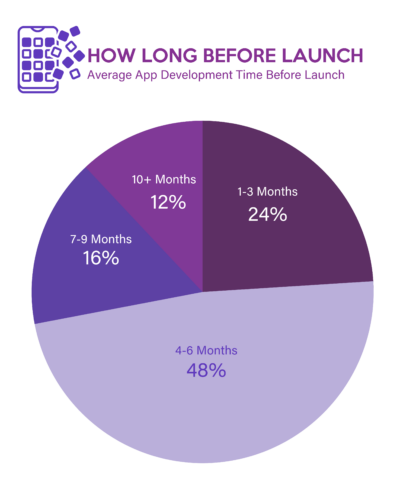 HOW LONG BEFORE LAUNCH
Average App Development Time Before Launch
10+ Months
12%
1-3 Months
24%
7-9 Months
16%
4-6 Months
48%